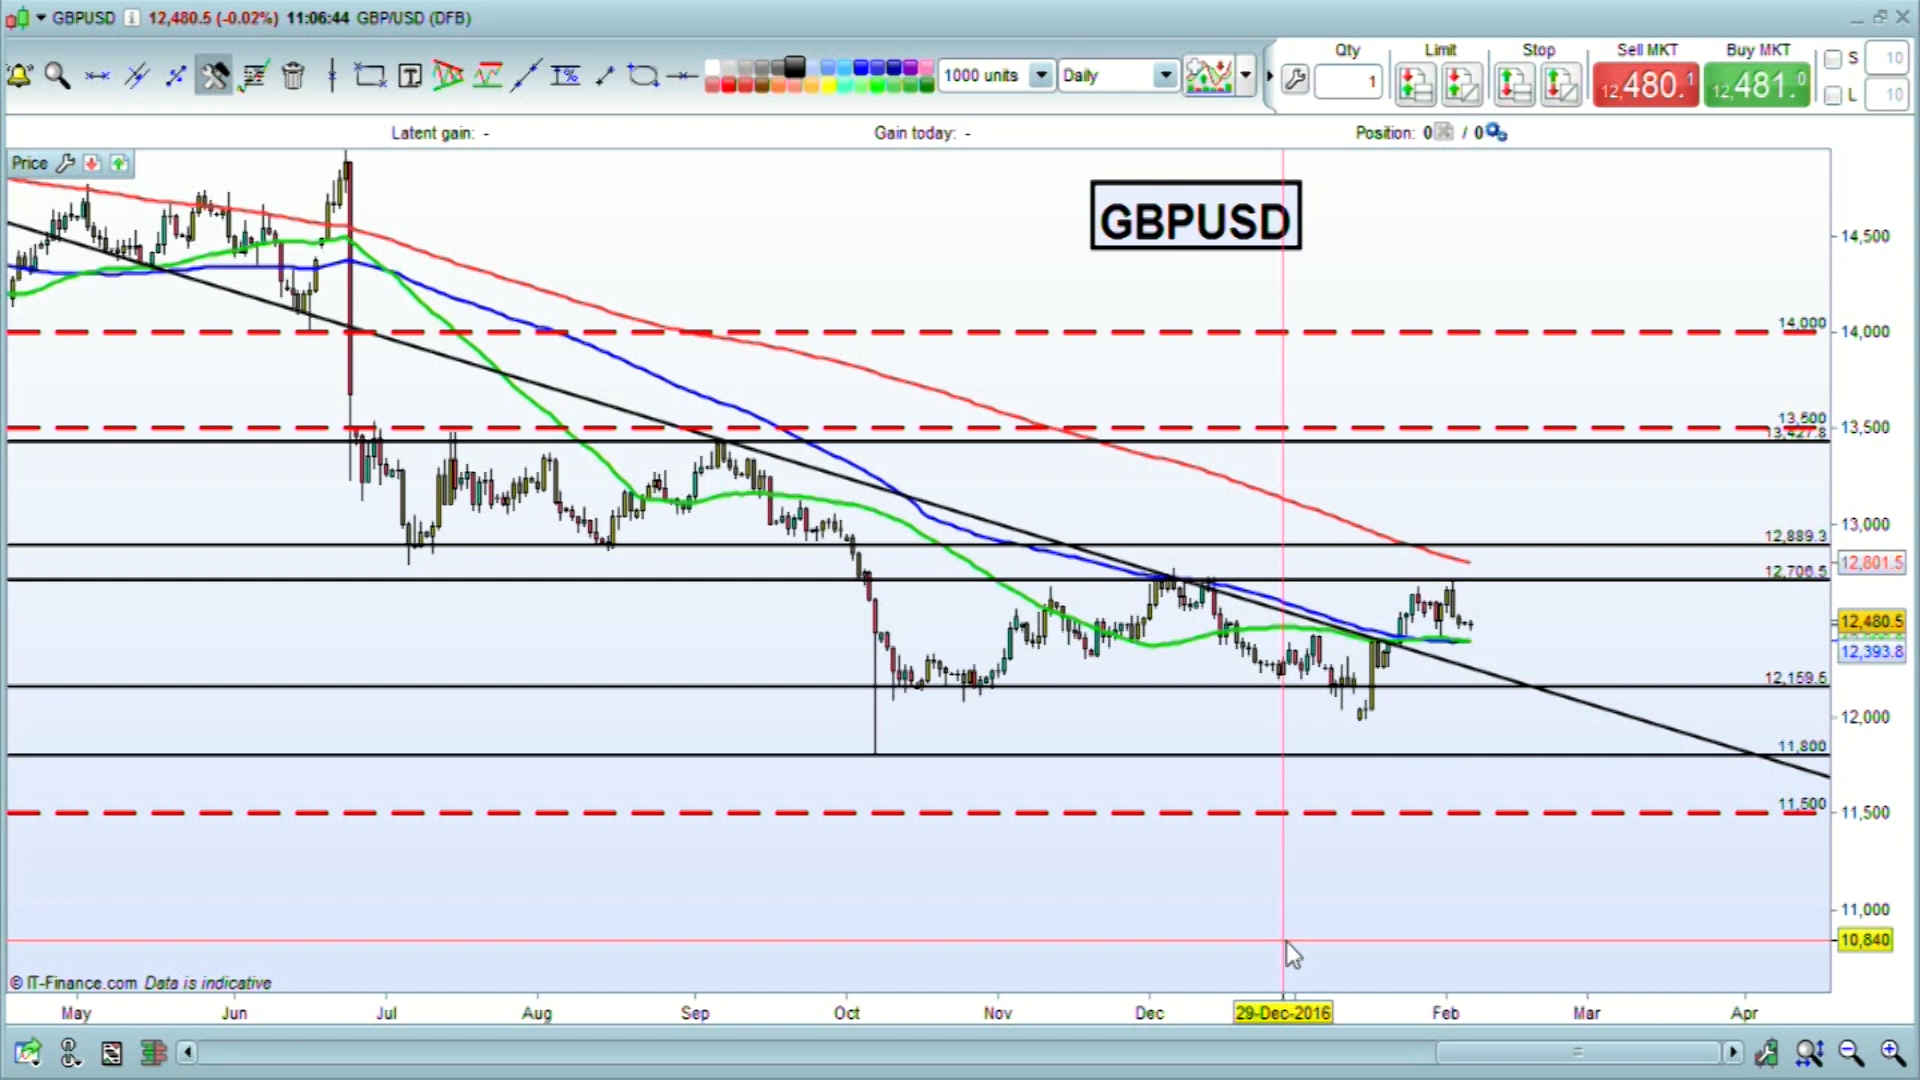 GBPUSD 12,480.5 (-0.02%) 11:06:44 GBP/USD (DFB)
Qty Limit Stop Sell MKT Buy MKT
1000 units Daily 1 12,480.1 12,481.0 S 10
L 10
Latent gain: - Gain today: - Position: 0 / 0
Price
GBPUSD
14,500
14,000 14,000
13,500 13,500
13,427.8
13,000
12,889.3
12,801.5
12,706.5
12,480.5
12,393.8
12,159.5
12,000
11,800
11,500 11,500
11,000
10,840
© IT-Finance.com Data is indicative
May Jun Jul Aug Sep Oct Nov Dec 29-Dec-2016 Feb Mar Apr